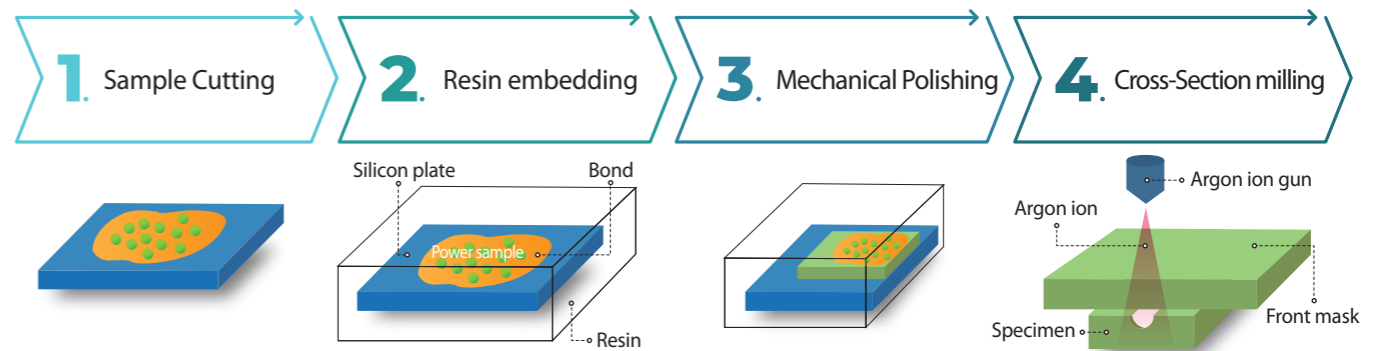 1. Sample Cutting
2. Resin embedding
3. Mechanical Polishing
4. Cross-Section milling
Silicon plate
Bond
Power sample
Resin
Argon ion gun
Argon ion
Front mask
Specimen